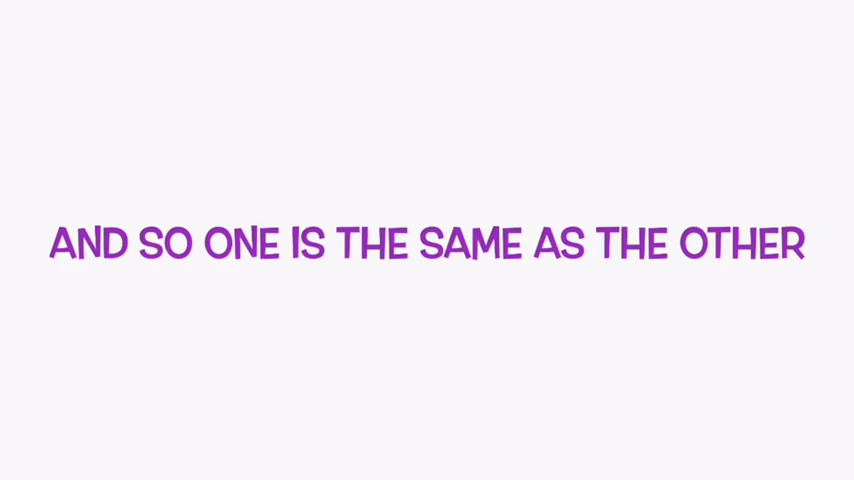 AND SO ONE IS THE SAME AS THE OTHER